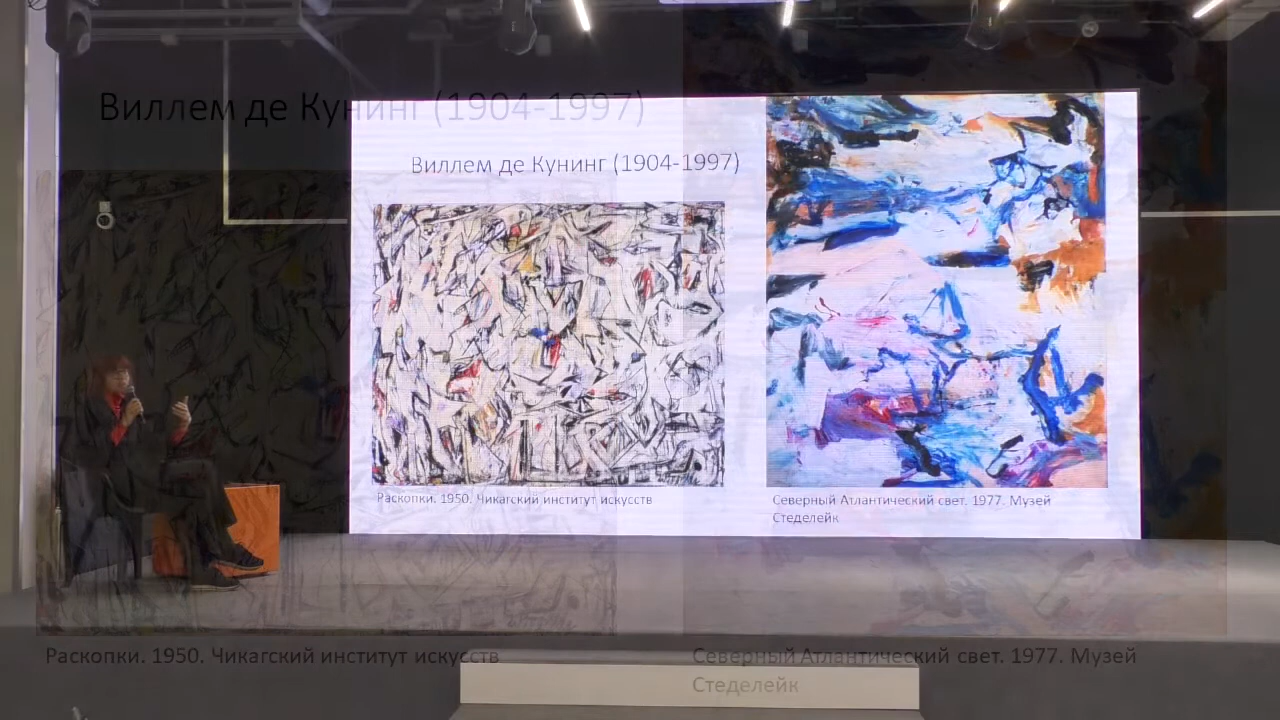 Виллем де Кунинг (1904-1997)
Виллем де Кунинг (1904-1997)
Раскопки. 1950. Чикагский институт искусств
Северный Атлантический свет. 1977. Музей
Стеделейк
Раскопки. 1950. Чикагский институт искусств
Северный Атлантический свет. 1977. Музей
Стеделейк